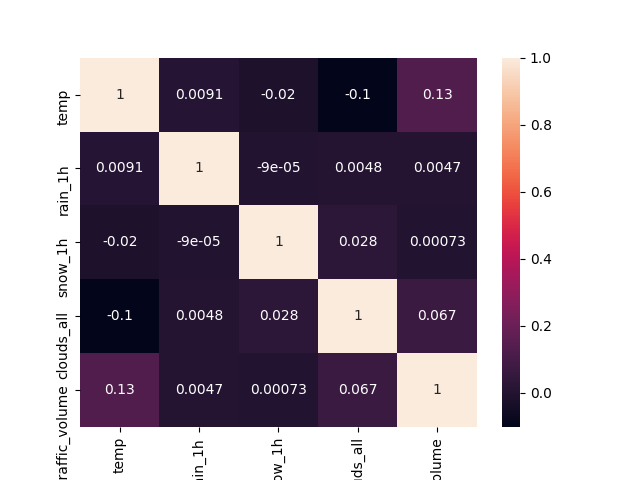 temp 1 0.0091 -0.02 -0.1 0.13
rain_1h 0.0091 1 -9e-05 0.0048 0.0047
snow_1h -0.02 -9e-05 1 0.028 0.00073
clouds_all -0.1 0.0048 0.028 1 0.067
raffic_volume 0.13 0.0047 0.00073 0.067 1
temp
ain_1h
ow_1h
ds_all
olume
1.0
0.8
0.6
0.4
0.2
0.0